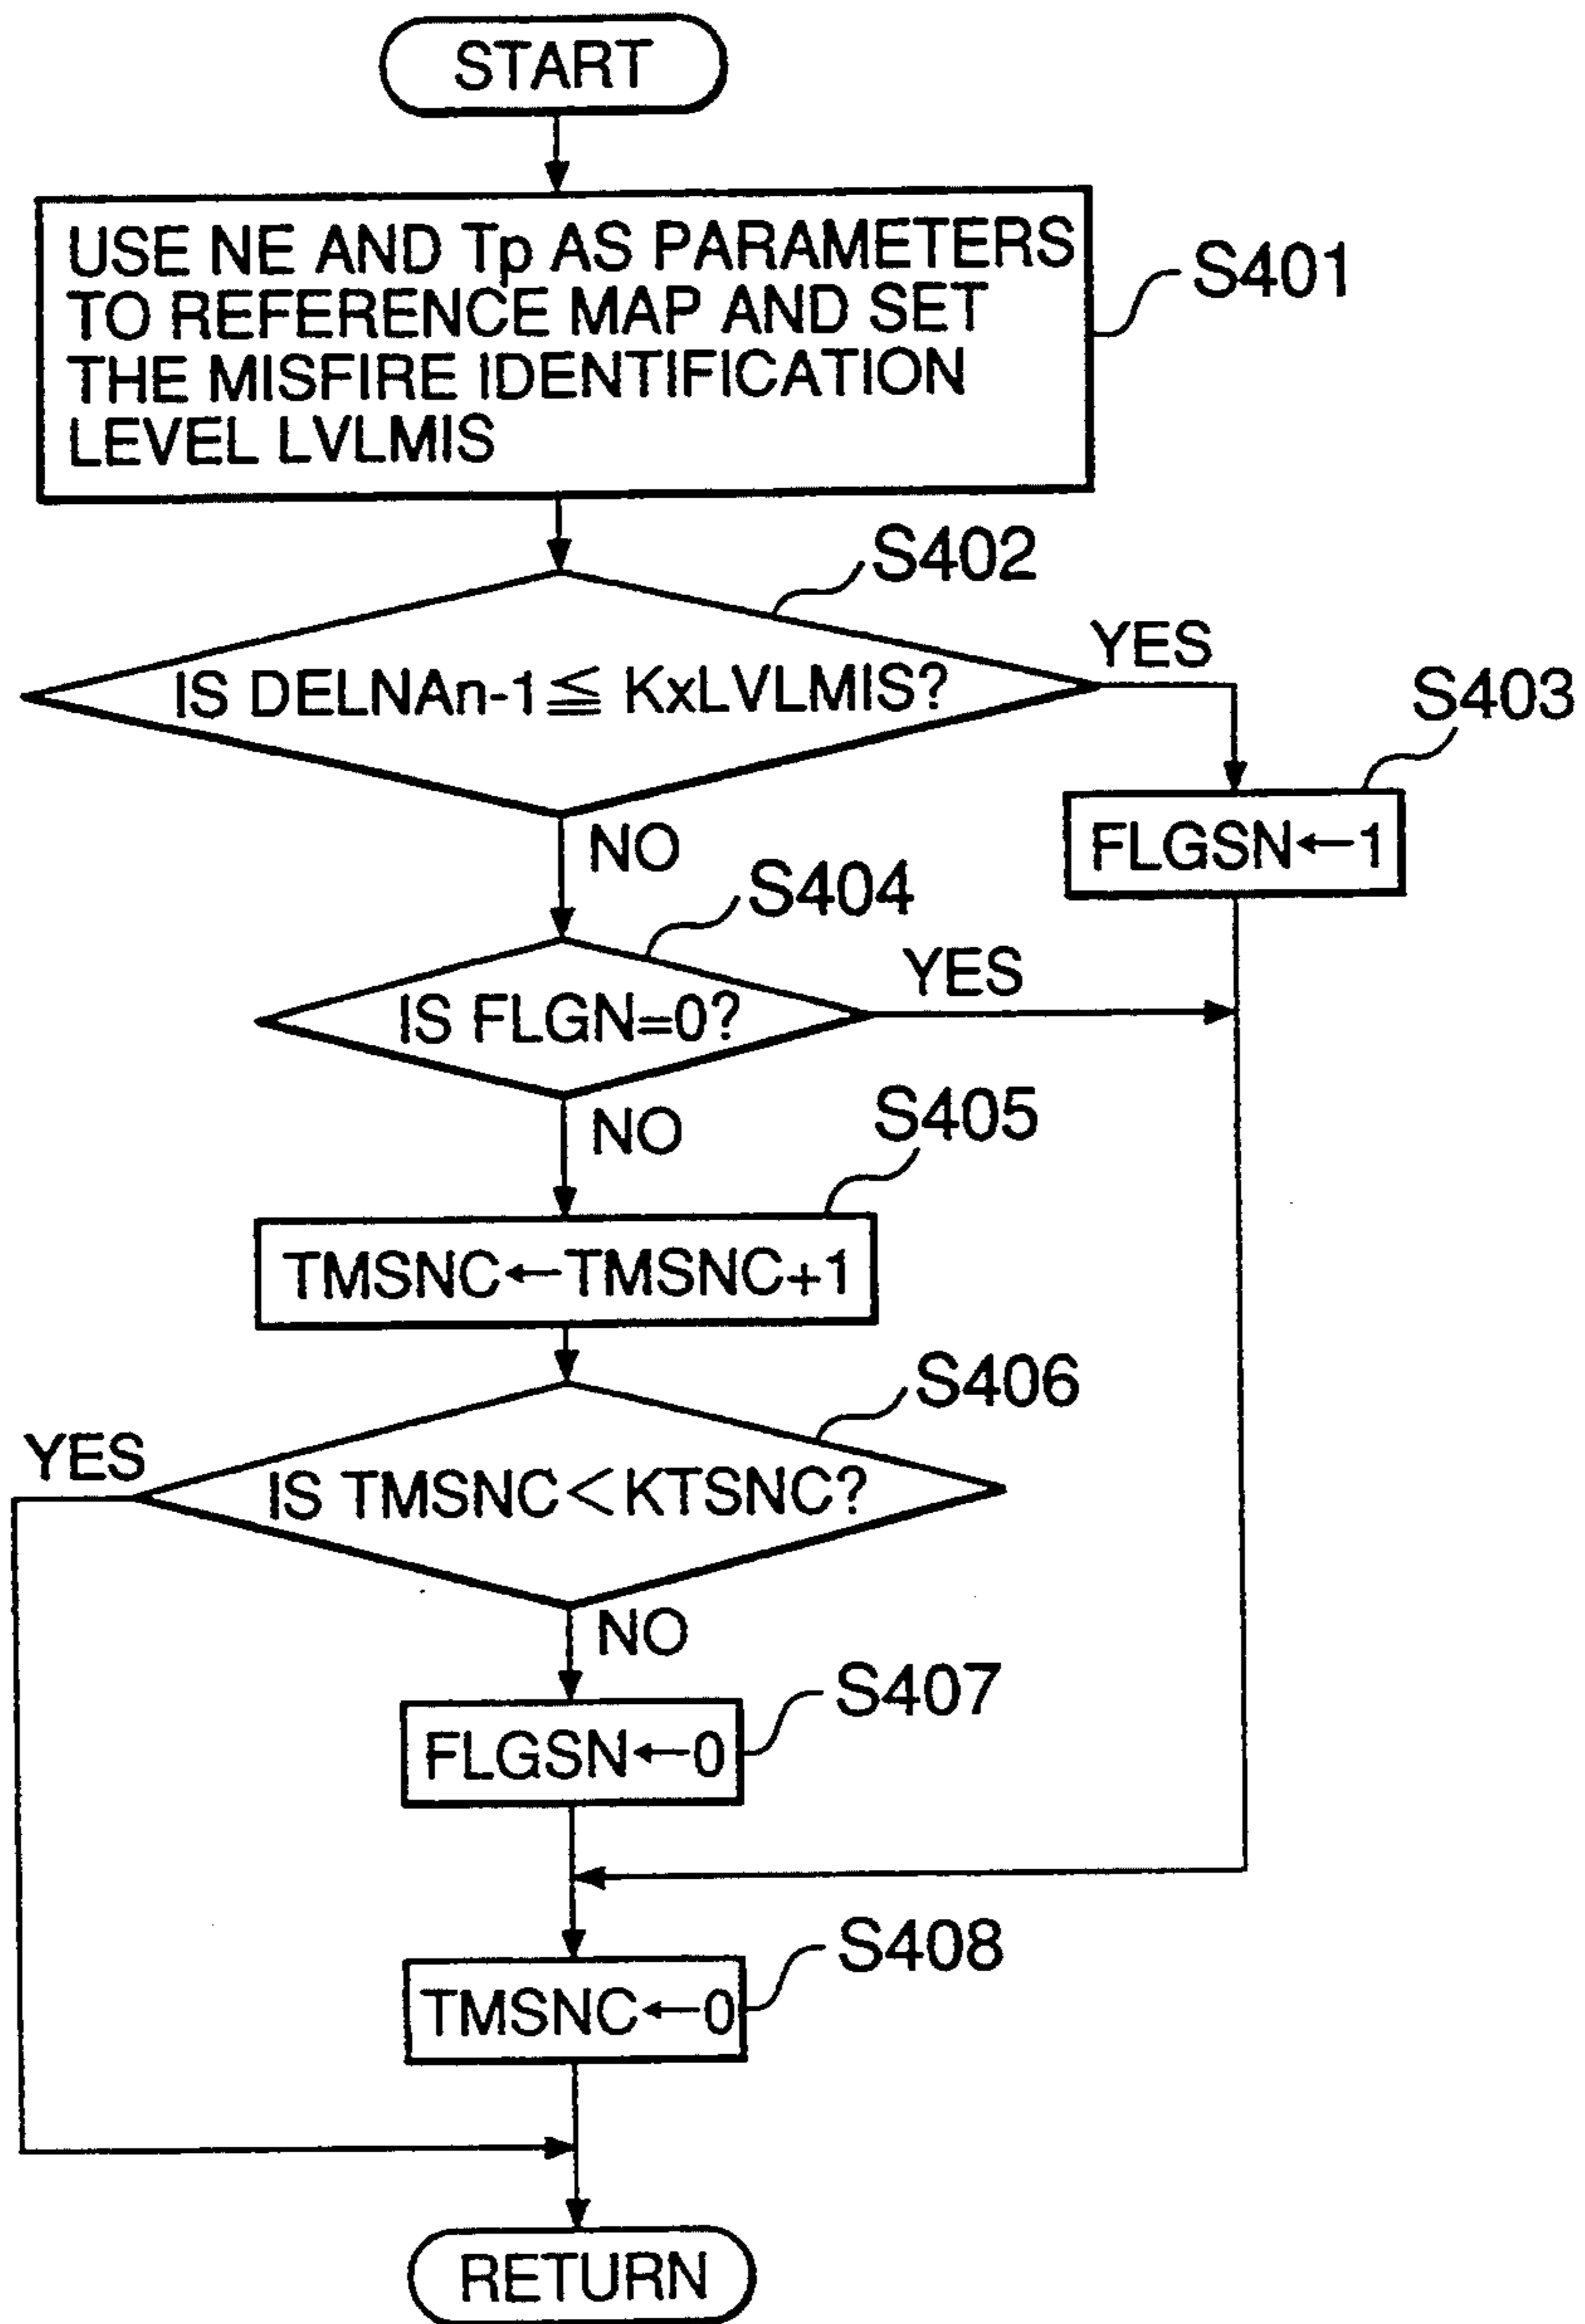 START
USE NE AND Tp AS PARAMETERS
TO REFERENCE MAP AND SET
THE MISFIRE IDENTIFICATION
LEVEL LVLMIS
S401
S402
IS DELNAn-1≦ KxLVLMIS?
YES
S403
FLGSN←1
NO
S404
IS FLGN=0?
YES
NO
S405
TMSNC←TMSNC+1
S406
YES
IS TMSNC<KTSNC?
NO
S407
FLGSN←0
S408
TMSNC←0
RETURN